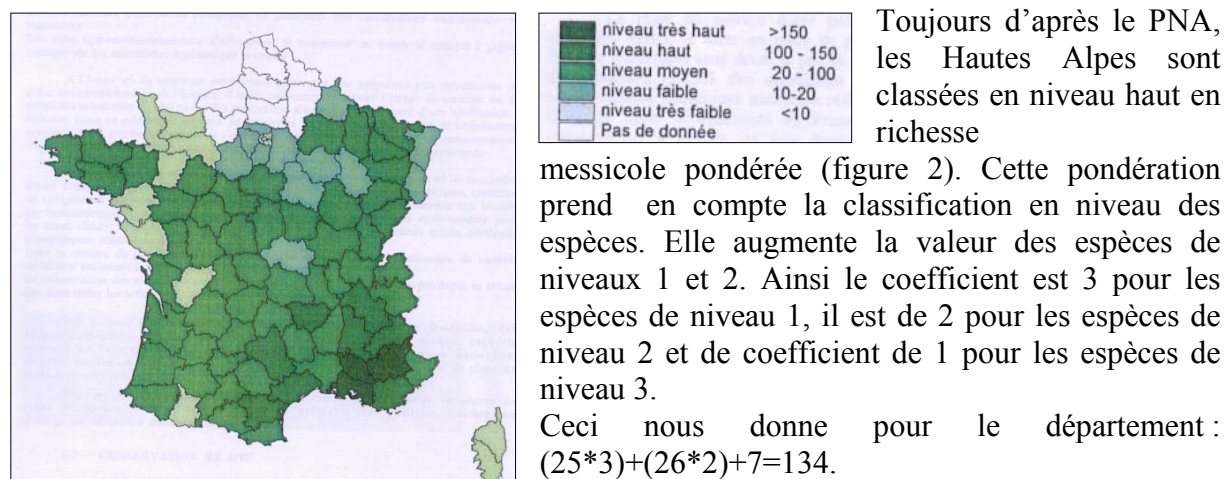 niveau très haut >150
niveau haut 100 - 150
niveau moyen 20 - 100
niveau faible 10-20
niveau très faible <10
Pas de donnée
Toujours d’après le PNA,
les Hautes Alpes sont
classées en niveau haut en
richesse
messicole pondérée (figure 2). Cette pondération
prend en compte la classification en niveau des
espèces. Elle augmente la valeur des espèces de
niveaux 1 et 2. Ainsi le coefficient est 3 pour les
espèces de niveau 1, il est de 2 pour les espèces de
niveau 2 et de coefficient de 1 pour les espèces de
niveau 3.
Ceci nous donne pour le département :
(25*3)+(26*2)+7=134.